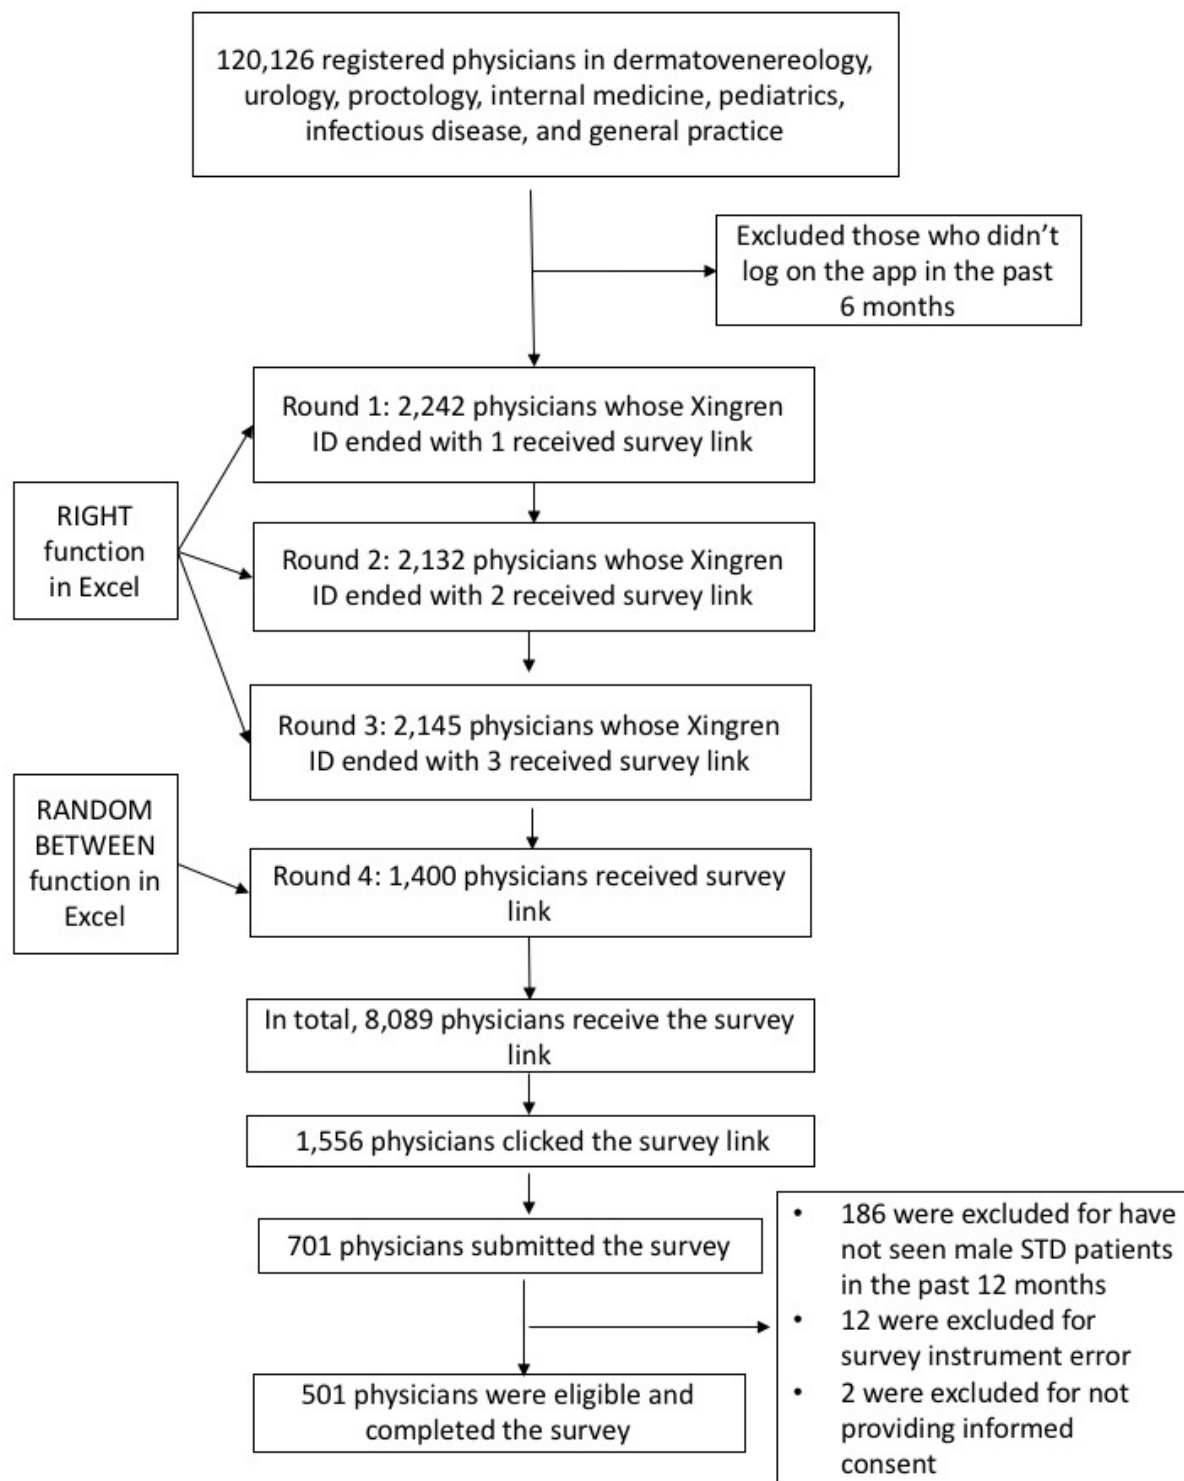 120,126 registered physicians in dermatovenereology,
urology, proctology, internal medicine, pediatrics,
infectious disease, and general practice
Excluded those who didn’t
log on the app in the past
6 months
Round 1: 2,242 physicians whose Xingren
ID ended with 1 received survey link
RIGHT
function
in Excel
Round 2: 2,132 physicians whose Xingren
ID ended with 2 received survey link
Round 3: 2,145 physicians whose Xingren
ID ended with 3 received survey link
RANDOM
BETWEEN
function in
Excel
Round 4: 1,400 physicians received survey
link
In total, 8,089 physicians receive the survey
link
1,556 physicians clicked the survey link
701 physicians submitted the survey
• 186 were excluded for have
not seen male STD patients
in the past 12 months
• 12 were excluded for
survey instrument error
• 2 were excluded for not
providing informed
consent
501 physicians were eligible and
completed the survey